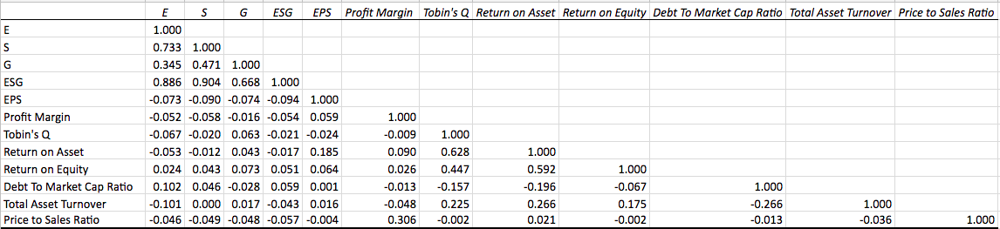 E S G ESG EPS Profit Margin Tobin's Q Return on Asset Return on Equity Debt To Market Cap Ratio Total Asset Turnover Price to Sales Ratio
E 1.000
S 0.733 1.000
G 0.345 0.471 1.000
ESG 0.886 0.904 0.668 1.000
EPS -0.073 -0.090 -0.074 -0.094 1.000
Profit Margin -0.052 -0.058 -0.016 -0.054 0.059 1.000
Tobin's Q -0.067 -0.020 0.063 -0.021 -0.024 -0.009 1.000
Return on Asset -0.053 -0.012 0.043 -0.017 0.185 0.090 0.628 1.000
Return on Equity 0.024 0.043 0.073 0.051 0.064 0.026 0.447 0.592 1.000
Debt To Market Cap Ratio 0.102 0.046 -0.028 0.059 0.001 -0.013 -0.157 -0.196 -0.067 1.000
Total Asset Turnover -0.101 0.000 0.017 -0.043 0.016 -0.048 0.225 0.266 0.175 -0.266 1.000
Price to Sales Ratio -0.046 -0.049 -0.048 -0.057 -0.004 0.306 -0.002 0.021 -0.002 -0.013 -0.036 1.000